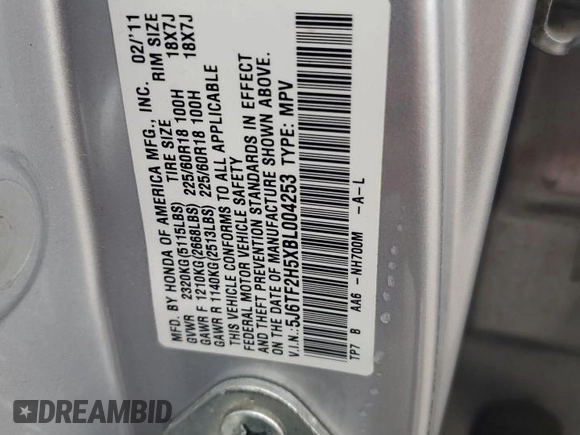 MFD. BY HONDA OF AMERICA MFG., INC. 02/'11
TIRE SIZE RIM SIZE
GVWR 2320KG(5115LBS) 225/60R18 100H 18X7J
GAWR F 1210KG(2668LBS) 225/60R18 100H 18X7J
GAWR R 1140KG(2513LBS)
THIS VEHICLE CONFORMS TO ALL APPLICABLE
FEDERAL MOTOR VEHICLE SAFETY
AND THEFT PREVENTION STANDARDS IN EFFECT
ON THE DATE OF MANUFACTURE SHOWN ABOVE.
V.I.N.: 5J6TF2H5XBL004253 TYPE: MPV
TP7 B AA6 -NH700M -A-L
DREAMBID